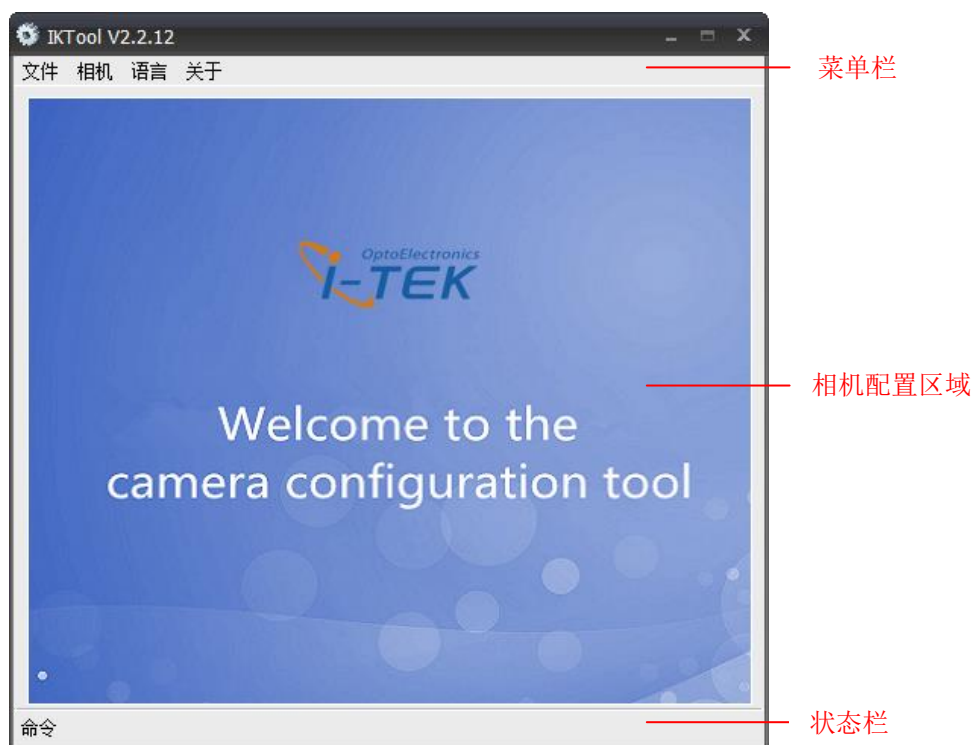 IKTool V2.2.12
文件 相机 语言 关于
菜单栏
OptoElectronics
I-TEK
相机配置区域
Welcome to the
camera configuration tool
命令
状态栏